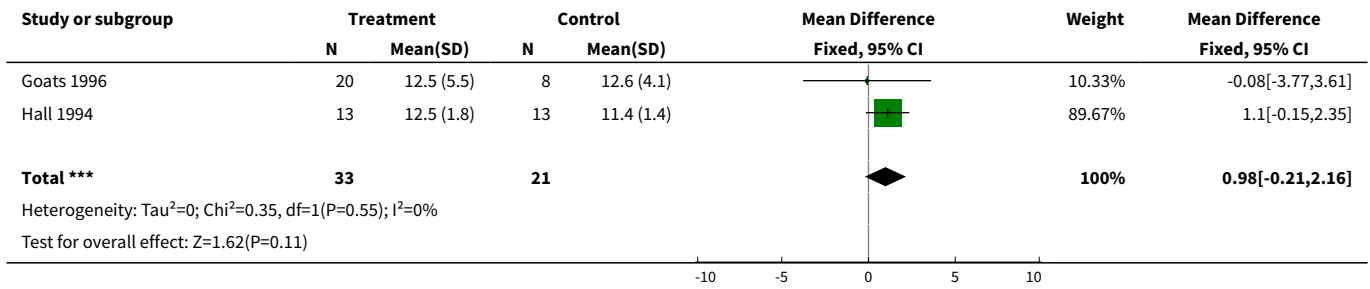 Study or subgroup Treatment Control Mean Difference Weight Mean Difference
N Mean(SD) N Mean(SD) Fixed, 95% CI Fixed, 95% CI
Goats 1996 20 12.5 (5.5) 8 12.6 (4.1) 10.33% -0.08[-3.77,3.61]
Hall 1994 13 12.5 (1.8) 13 11.4 (1.4) 89.67% 1.1[-0.15,2.35]
Total *** 33 21 100% 0.98[-0.21,2.16]
Heterogeneity: Tau²=0; Chi²=0.35, df=1(P=0.55); I²=0%
Test for overall effect: Z=1.62(P=0.11)
-10 -5 0 5 10